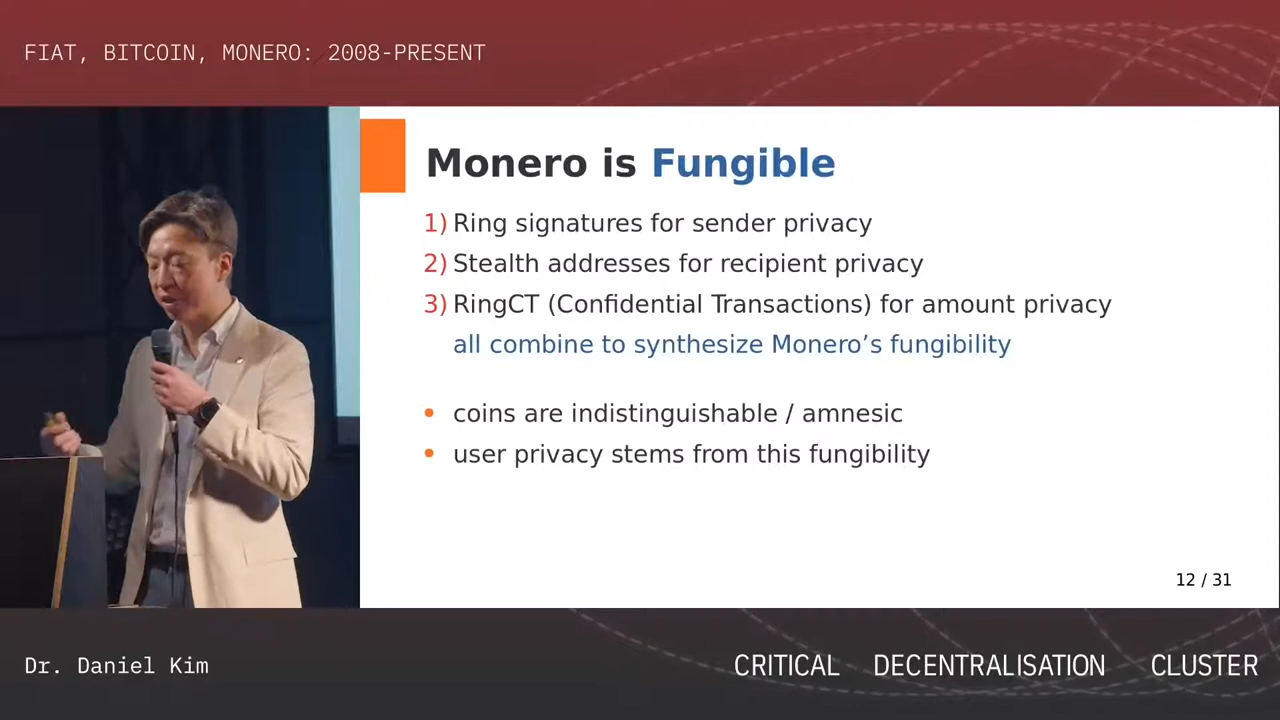 FIAT, BITCOIN, MONERO: 2008-PRESENT
Monero is Fungible
1) Ring signatures for sender privacy
2) Stealth addresses for recipient privacy
3) RingCT (Confidential Transactions) for amount privacy
all combine to synthesize Monero’s fungibility
• coins are indistinguishable / amnesic
• user privacy stems from this fungibility
12 / 31
Dr. Daniel Kim
CRITICAL DECENTRALISATION CLUSTER